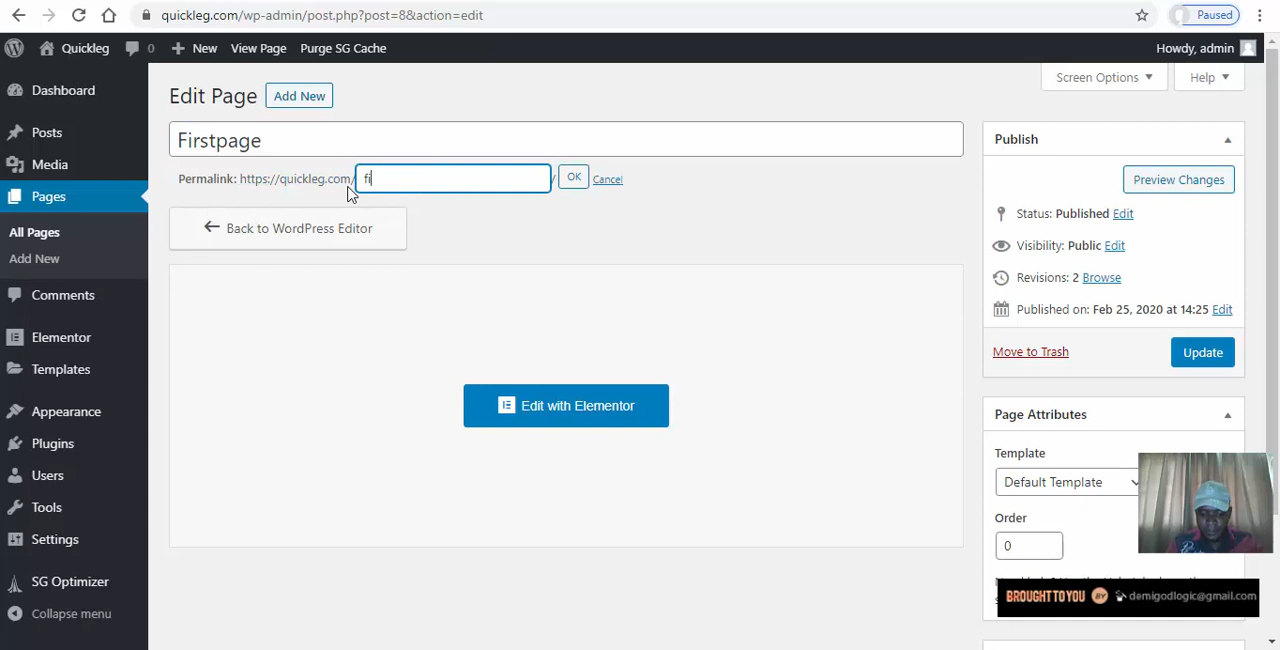 quickleg.com/wp-admin/post.php?post=8&action=edit
Paused
Quickleg
0
New
View Page
Purge SG Cache
Howdy, admin
Screen Options
Help
Dashboard
Posts
Media
Pages
All Pages
Add New
Comments
Elementor
Templates
Appearance
Plugins
Users
Tools
Settings
SG Optimizer
Collapse menu
Edit Page
Add New
Firstpage
Permalink: https://quickleg.com/ fi / OK Cancel
Back to WordPress Editor
Edit with Elementor
Publish
Preview Changes
Status: Published Edit
Visibility: Public Edit
Revisions: 2 Browse
Published on: Feb 25, 2020 at 14:25 Edit
Move to Trash
Update
Page Attributes
Template
Default Template
Order
0
BROUGHT TO YOU BY demigodlogic@gmail.com